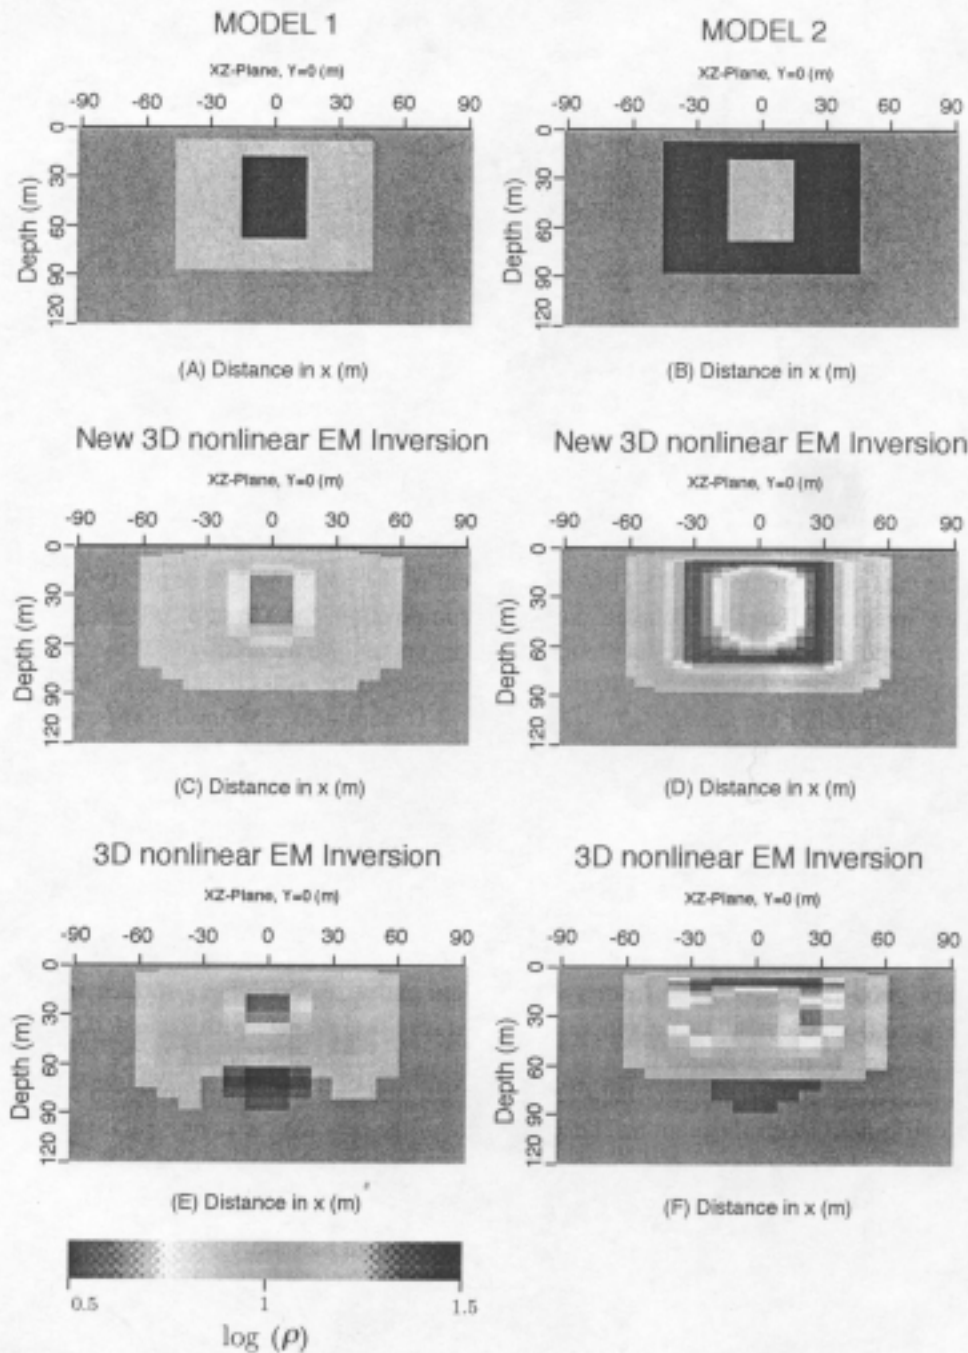 MODEL 1
XZ-Plane, Y=0 (m)
-90 -60 -30 0 30 60 90
0 30 60 90 120
Depth (m)
(A) Distance in x (m)
MODEL 2
XZ-Plane, Y=0 (m)
-90 -60 -30 0 30 60 90
0 30 60 90 120
Depth (m)
(B) Distance in x (m)
New 3D nonlinear EM Inversion
XZ-Plane, Y=0 (m)
-90 -60 -30 0 30 60 90
0 30 60 90 120
Depth (m)
(C) Distance in x (m)
New 3D nonlinear EM Inversion
XZ-Plane, Y=0 (m)
-90 -60 -30 0 30 60 90
0 30 60 90 120
Depth (m)
(D) Distance in x (m)
3D nonlinear EM Inversion
XZ-Plane, Y=0 (m)
-90 -60 -30 0 30 60 90
0 30 60 90 120
Depth (m)
(E) Distance in x (m)
3D nonlinear EM Inversion
XZ-Plane, Y=0 (m)
-90 -60 -30 0 30 60 90
0 30 60 90 120
Depth (m)
(F) Distance in x (m)
0.5 1 1.5
log (ρ)